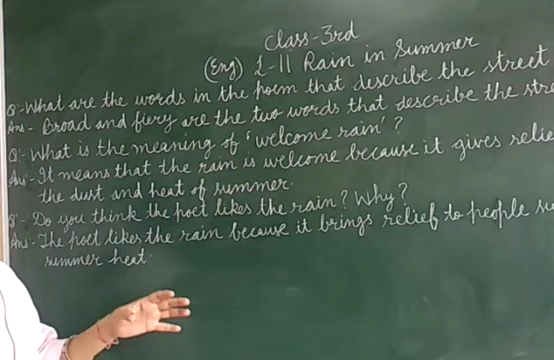 Class-3rd
(Eng) L-11 Rain in Summer
Q:- What are the words in the poem that describe the street
Ans- Broad and fiery are the two words that describe the stre
Q:- What is the meaning of 'welcome rain'?
Ans- It means that the rain is welcome because it gives relie
the dust and heat of summer.
Q:- Do you think the poet likes the rain? Why?
Ans- The poet likes the rain because it brings relief to people
summer heat.